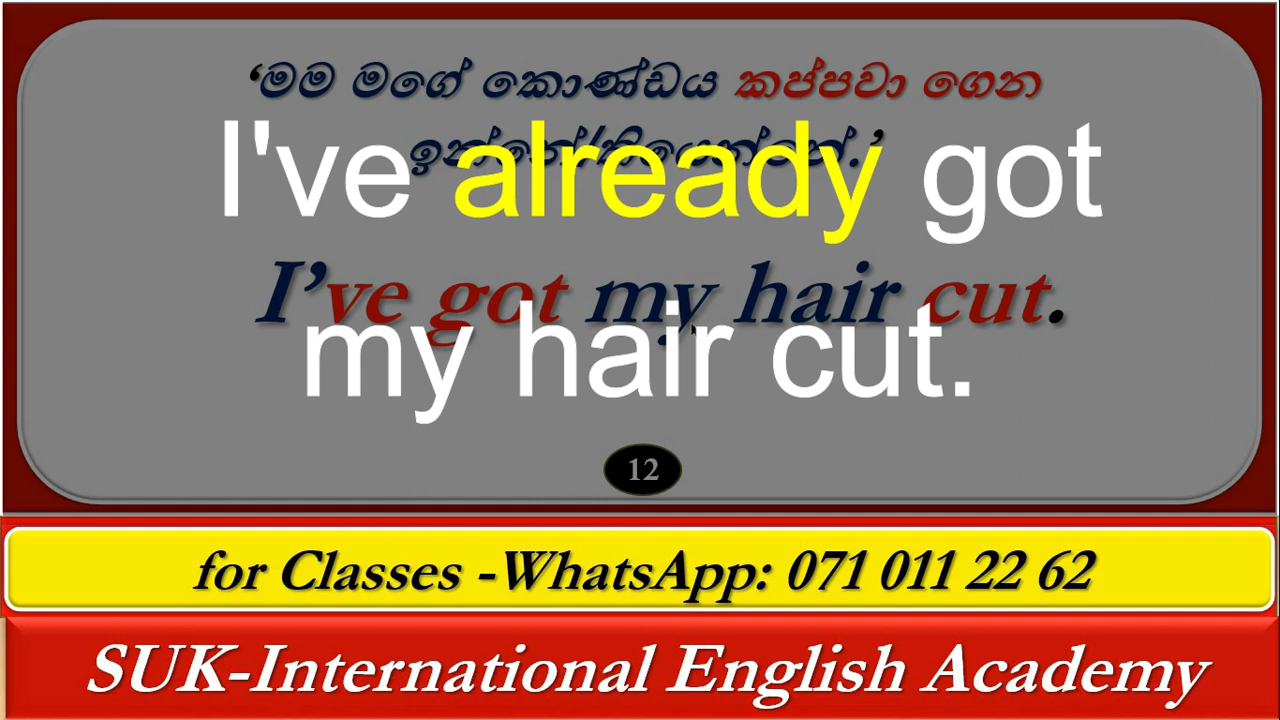 ‘මම මගේ කොණ්ඩය කප්පවා ගෙන
ඉන්නේ/තියෙන්නේ.’
I've already got
I’ve got my hair cut.
my hair cut.
12
for Classes -WhatsApp: 071 011 22 62
SUK-International English Academy